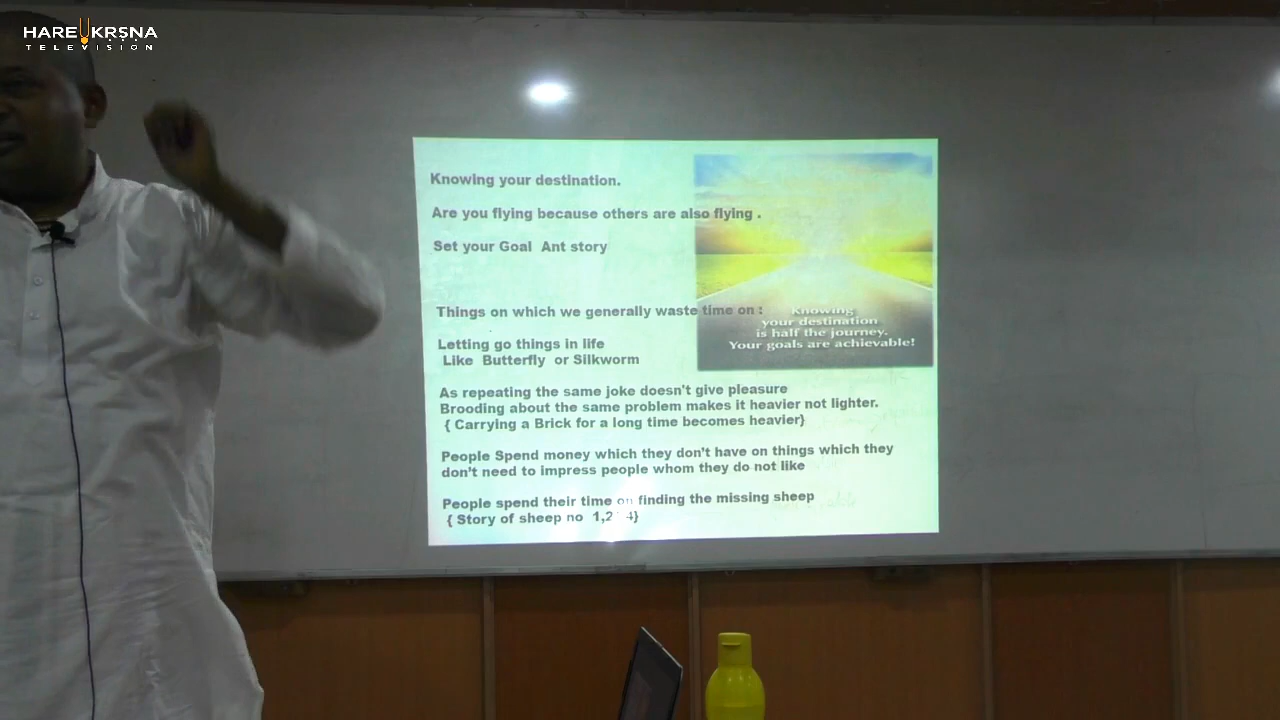 HARE KRSNA
TELEVISION
Knowing your destination.
Are you flying because others are also flying .
Set your Goal Ant story
Things on which we generally waste time on :
Knowing
your destination
is half the journey.
Your goals are achievable!
Letting go things in life
Like Butterfly or Silkworm
As repeating the same joke doesn't give pleasure
Brooding about the same problem makes it heavier not lighter.
{ Carrying a Brick for a long time becomes heavier}
People Spend money which they don't have on things which they
don't need to impress people whom they do not like
People spend their time on finding the missing sheep
{ Story of sheep no 1,2 4}